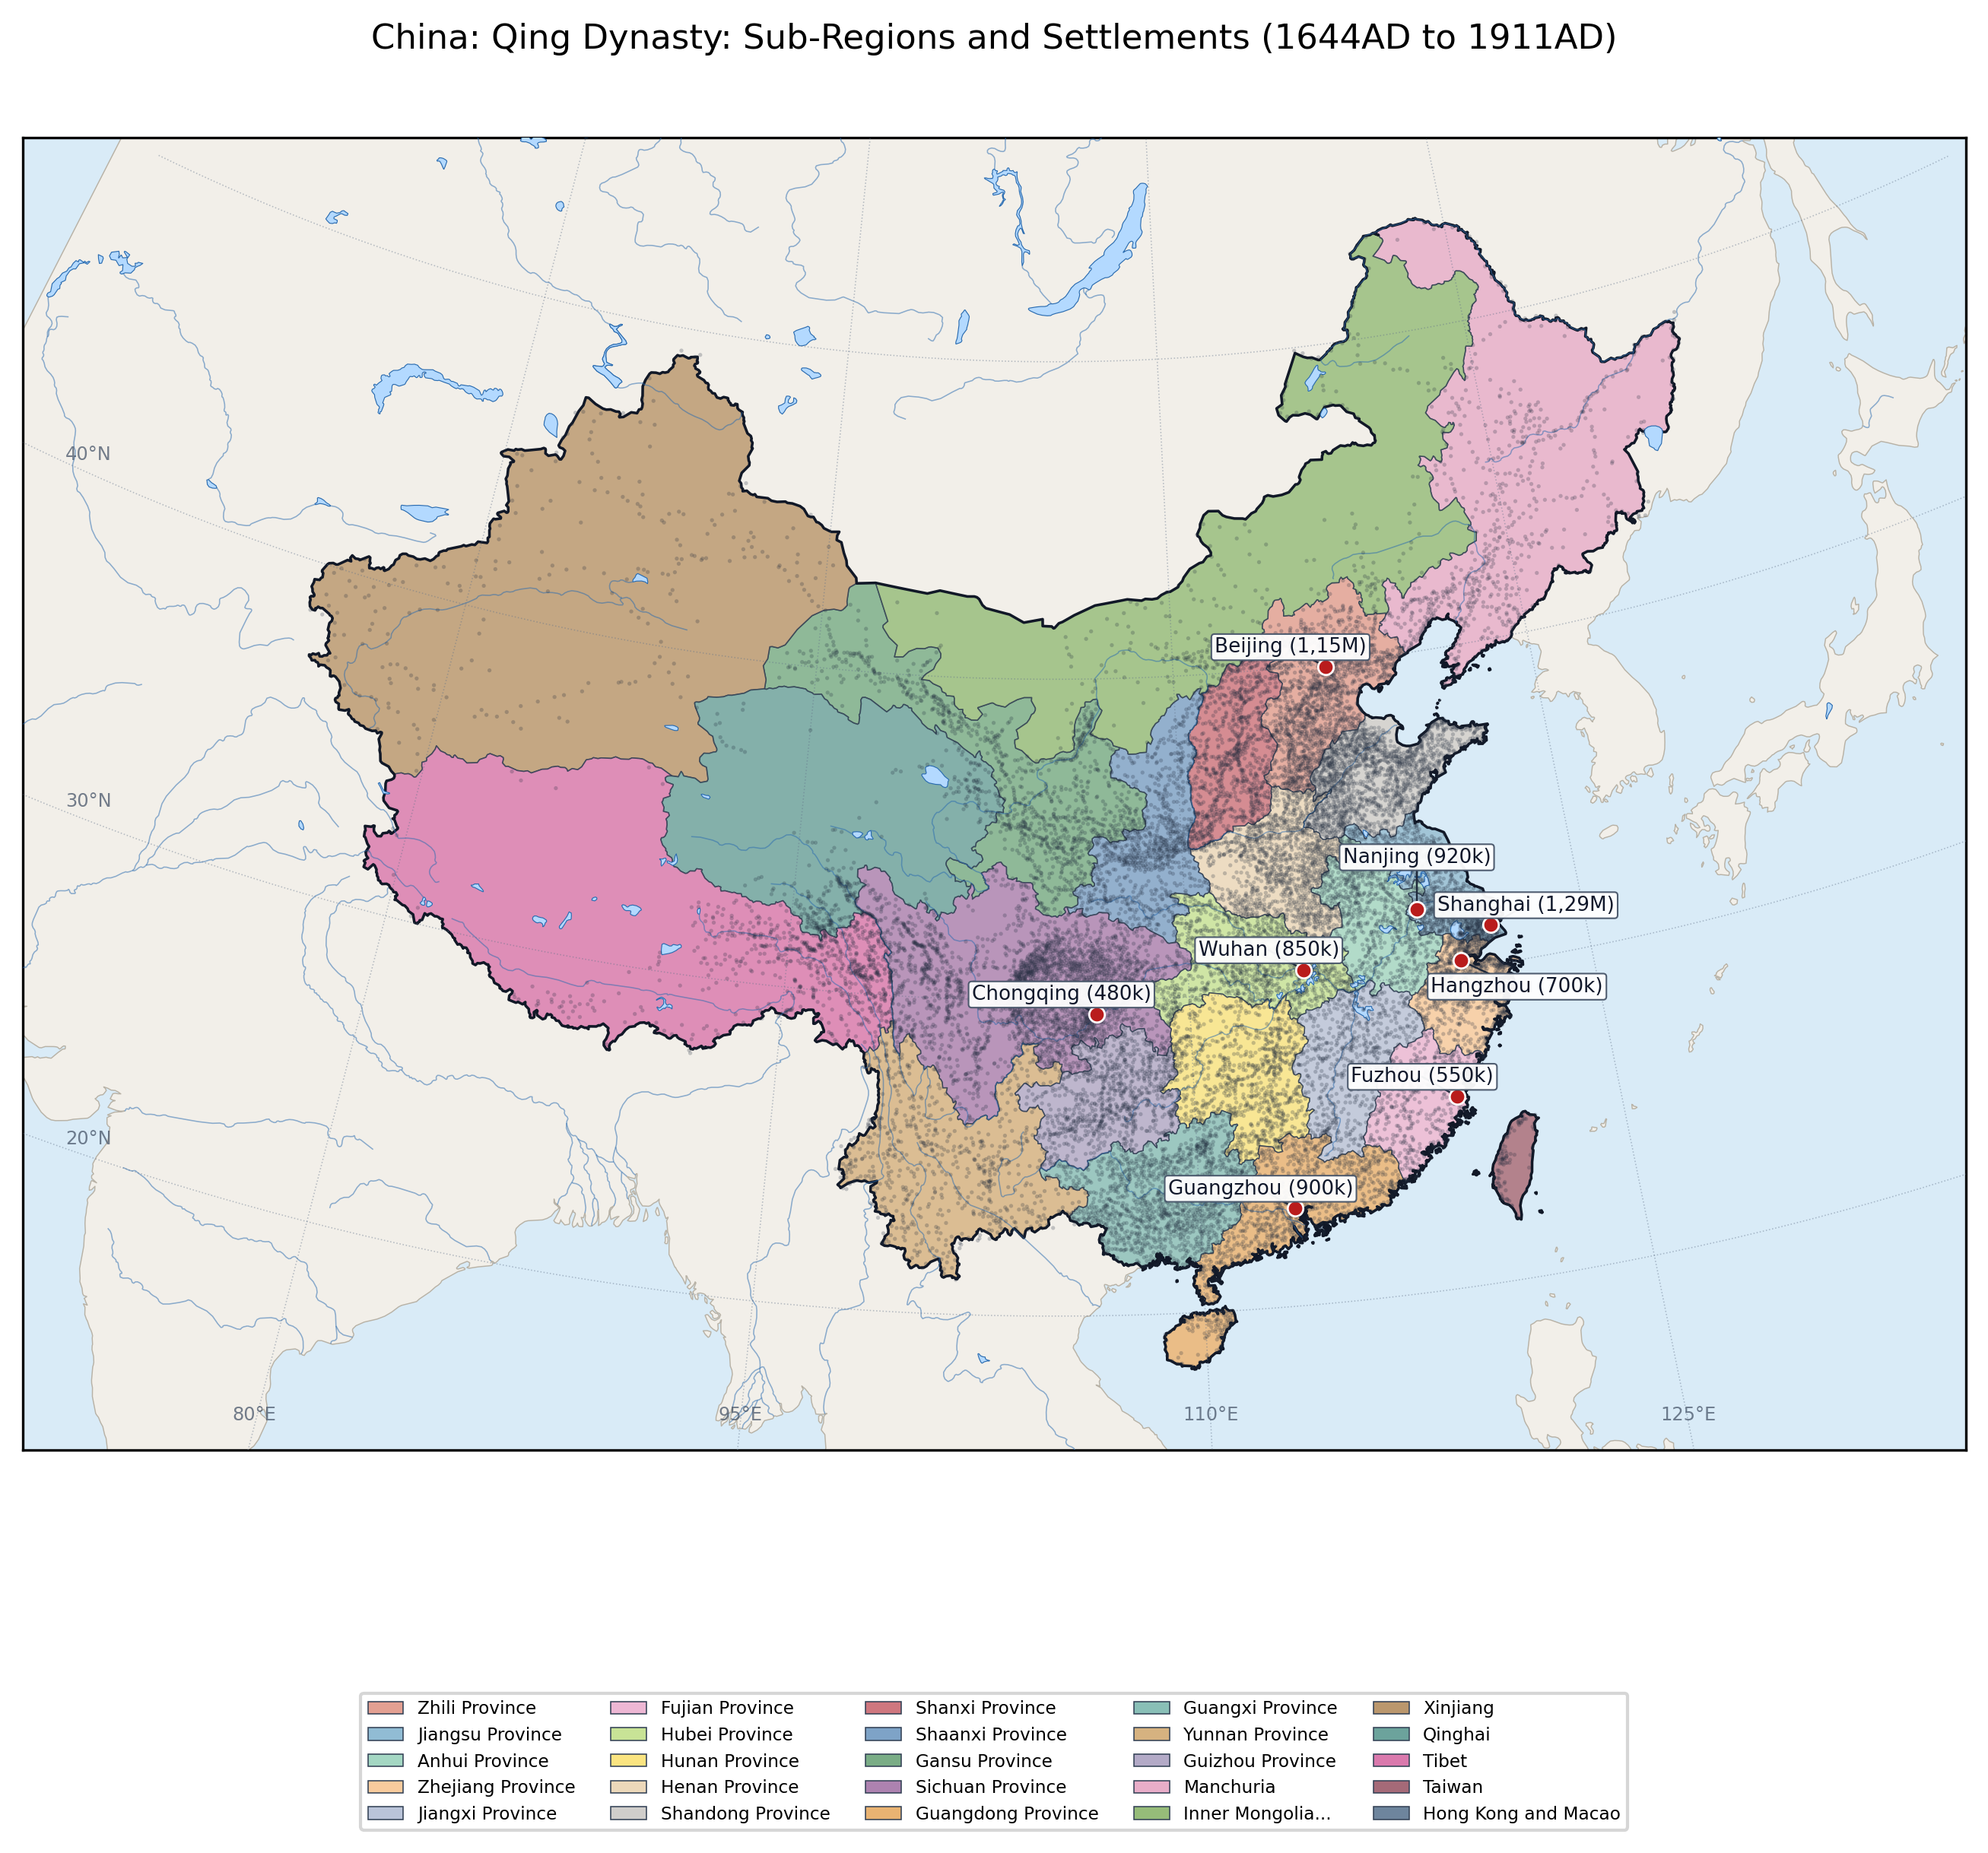 China: Qing Dynasty: Sub-Regions and Settlements (1644AD to 1911AD)
40°N
30°N
20°N
80°E
95°E
110°E
125°E
Beijing (1,15M)
Nanjing (920k)
Shanghai (1,29M)
Wuhan (850k)
Hangzhou (700k)
Chongqing (480k)
Fuzhou (550k)
Guangzhou (900k)
Zhili Province
Jiangsu Province
Anhui Province
Zhejiang Province
Jiangxi Province
Fujian Province
Hubei Province
Hunan Province
Henan Province
Shandong Province
Shanxi Province
Shaanxi Province
Gansu Province
Sichuan Province
Guangdong Province
Guangxi Province
Yunnan Province
Guizhou Province
Manchuria
Inner Mongolia...
Xinjiang
Qinghai
Tibet
Taiwan
Hong Kong and Macao